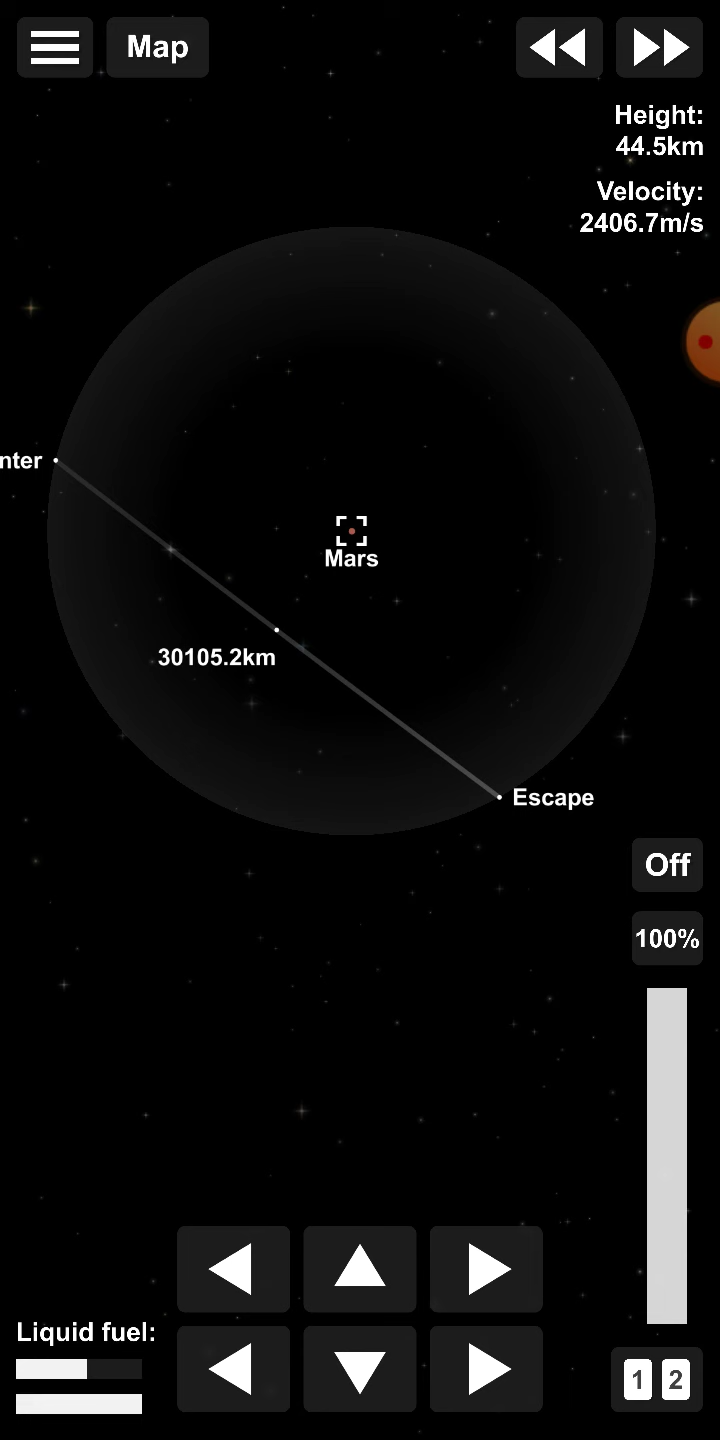 Map
Height:
44.5km
Velocity:
2406.7m/s
nter
Mars
30105.2km
Escape
Off
100%
Liquid fuel:
1 2